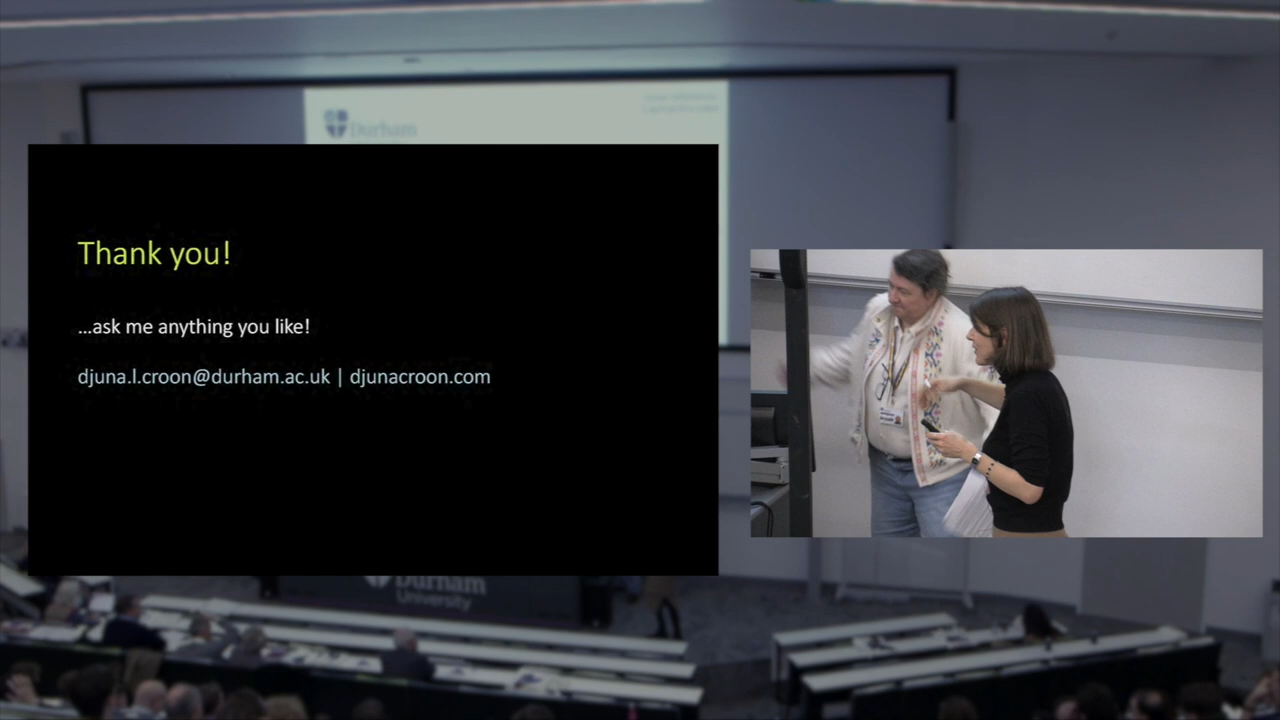 Durham
Thank you!
...ask me anything you like!
djuna.l.croon@durham.ac.uk | djunacroon.com
Durham
University